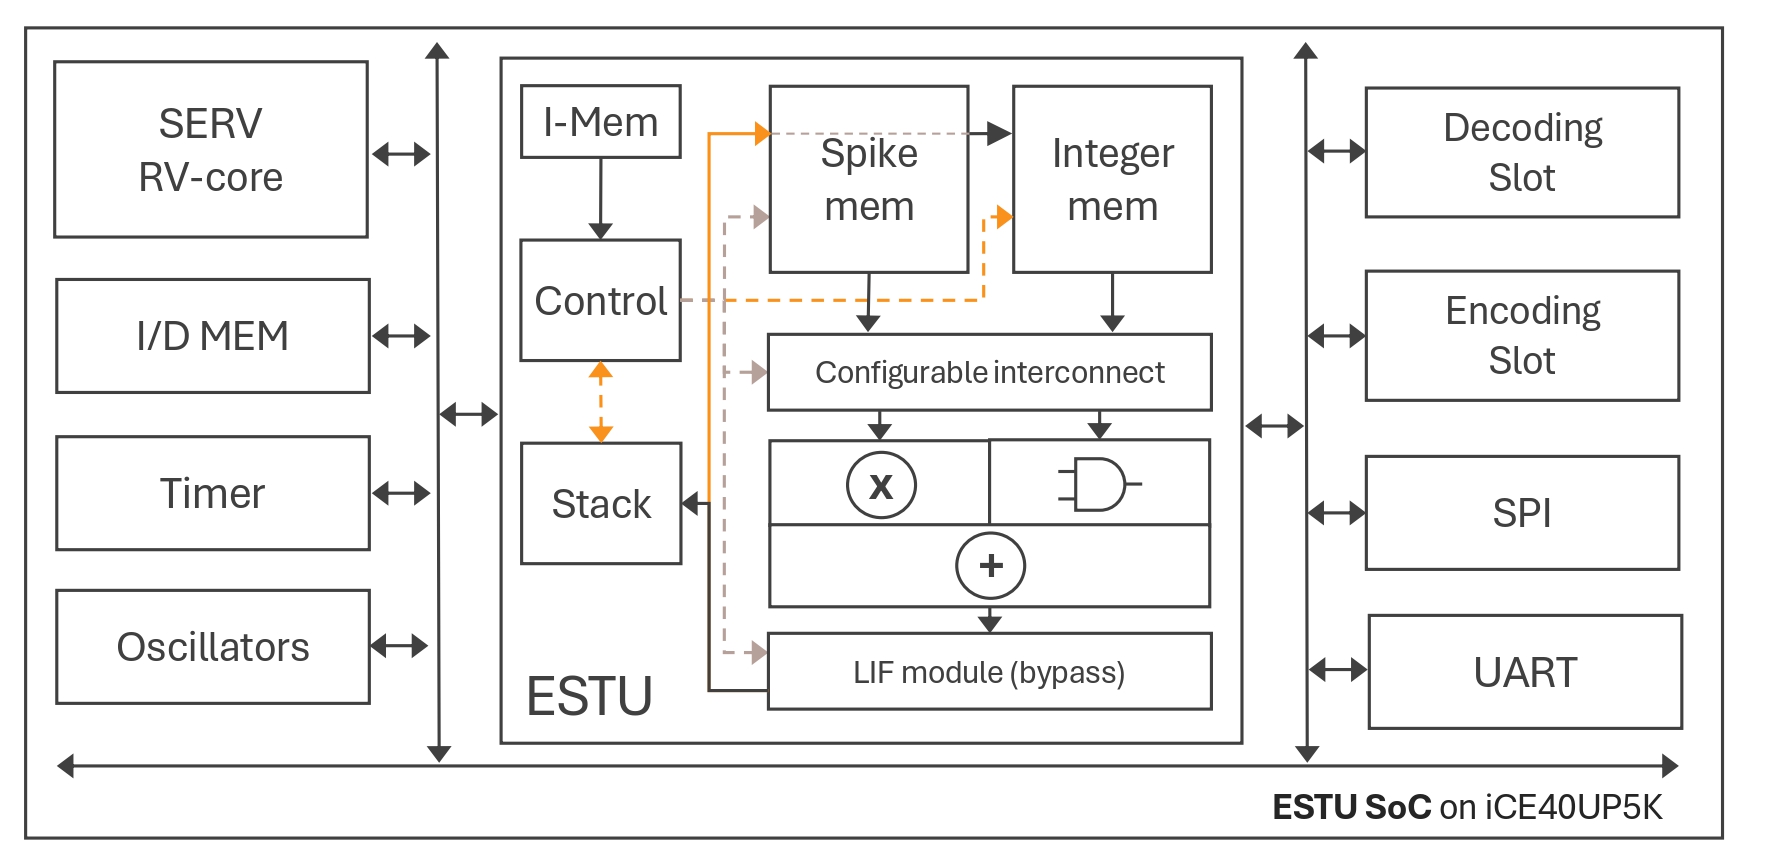 SERV
RV-core
I/D MEM
Timer
Oscillators
I-Mem
Control
Stack
ESTU
Spike
mem
Integer
mem
Configurable interconnect
x
+
LIF module (bypass)
Decoding
Slot
Encoding
Slot
SPI
UART
ESTU SoC on iCE40UP5K